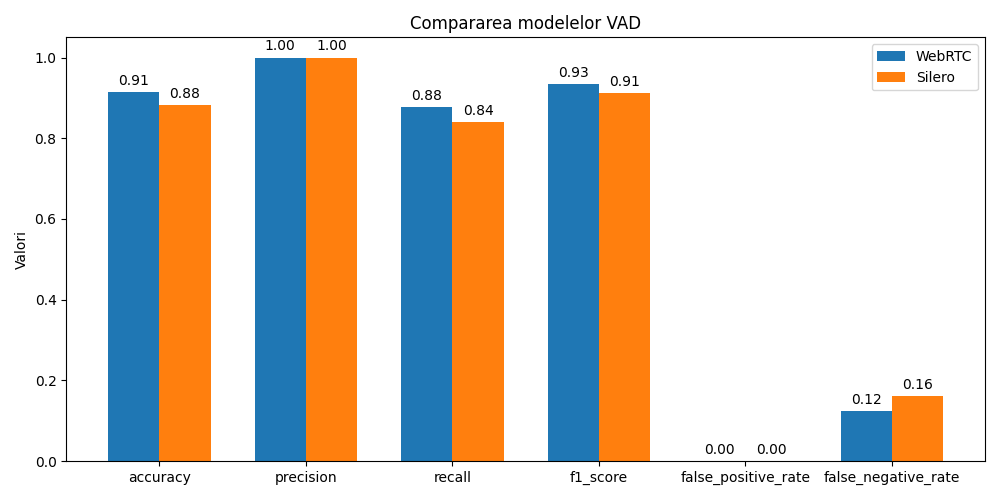 Compararea modelelor VAD
WebRTC
Silero
Valori
1.0
0.8
0.6
0.4
0.2
0.0
0.91
0.88
1.00
1.00
0.88
0.84
0.93
0.91
0.00
0.00
0.12
0.16
accuracy
precision
recall
f1_score
false_positive_rate
false_negative_rate